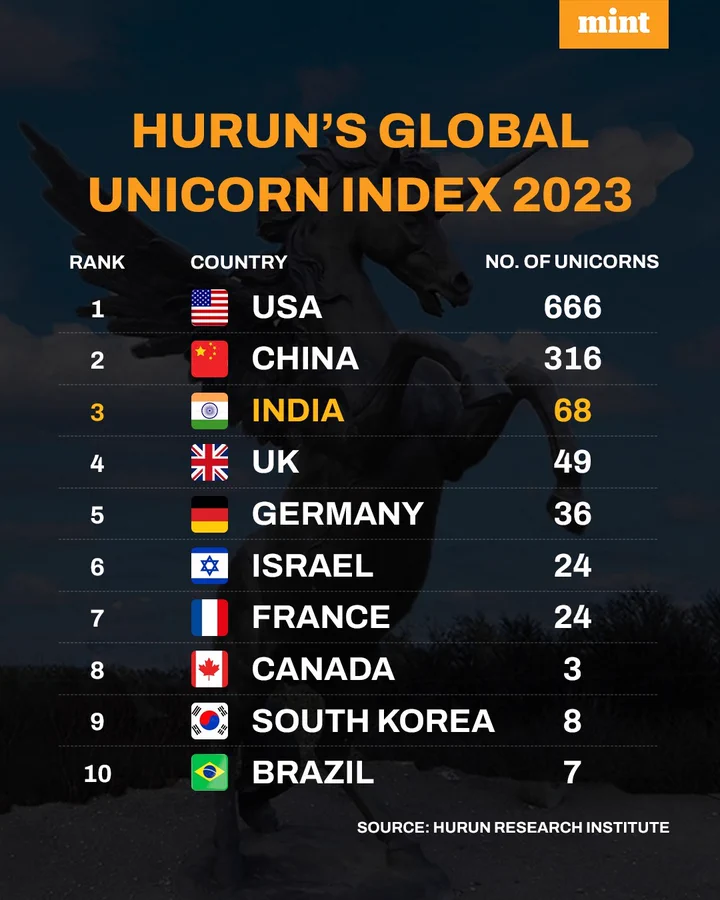 mint
HURUN'S GLOBAL
UNICORN INDEX 2023
RANK COUNTRY NO. OF UNICORNS
1 USA 666
2 CHINA 316
3 INDIA 68
4 UK 49
5 GERMANY 36
6 ISRAEL 24
7 FRANCE 24
8 CANADA 3
9 SOUTH KOREA 8
10 BRAZIL 7
SOURCE: HURUN RESEARCH INSTITUTE